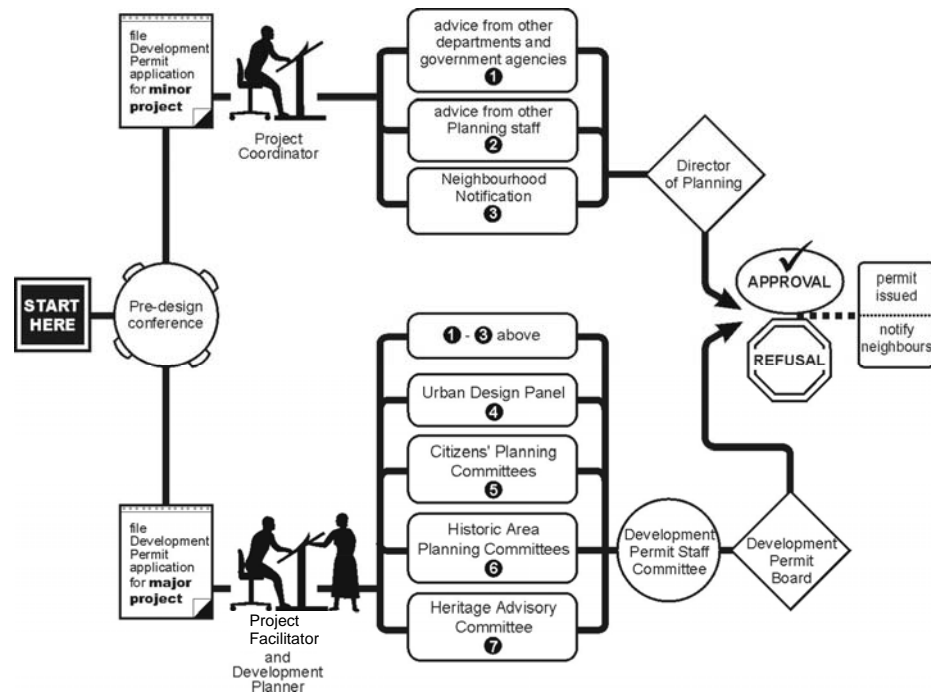 file
Development
Permit
application
for minor
project
Project
Coordinator
advice from other
departments and
government agencies
1
advice from other
Planning staff
2
Neighbourhood
Notification
3
Director
of Planning
START
HERE
Pre-design
conference
APPROVAL
REFUSAL
permit
issued
notify
neighbours
1 - 3 above
Urban Design Panel
4
Citizens' Planning
Committees
5
Historic Area
Planning Committees
6
Heritage Advisory
Committee
7
file
Development
Permit
application
for major
project
Project
Facilitator
and
Development
Planner
Development
Permit Staff
Committee
Development
Permit
Board